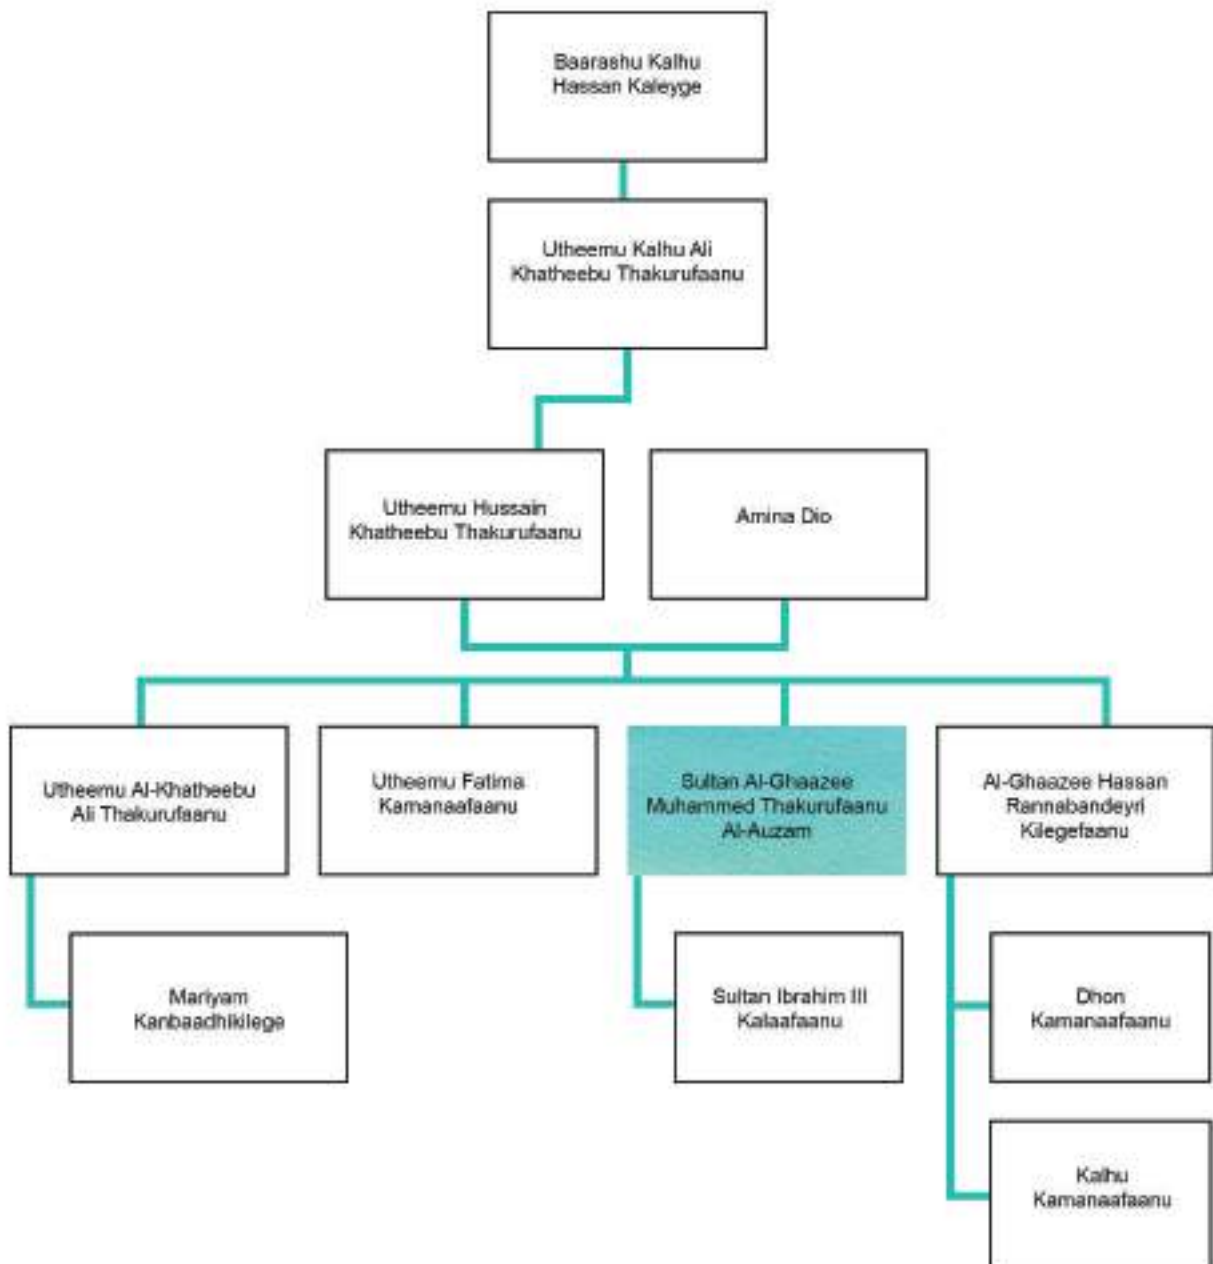 Baarashu Kalhu
Hassan Kaleyge
Utheemu Kalhu Ali
Khatheebu Thakurufaanu
Utheemu Hussain
Khatheebu Thakurufaanu
Amina Dio
Utheemu Al-Khatheebu
Ali Thakurufaanu
Utheemu Fatima
Kamanaafaanu
Sultan Al-Ghaazee
Muhammed Thakurufaanu
Al-Auzam
Al-Ghaazee Hassan
Rannabandeyri
Kilegefaanu
Mariyam
Kanbaadhikilege
Sultan Ibrahim III
Kalaafaanu
Dhon
Kamanaafaanu
Kalhu
Kamanaafaanu